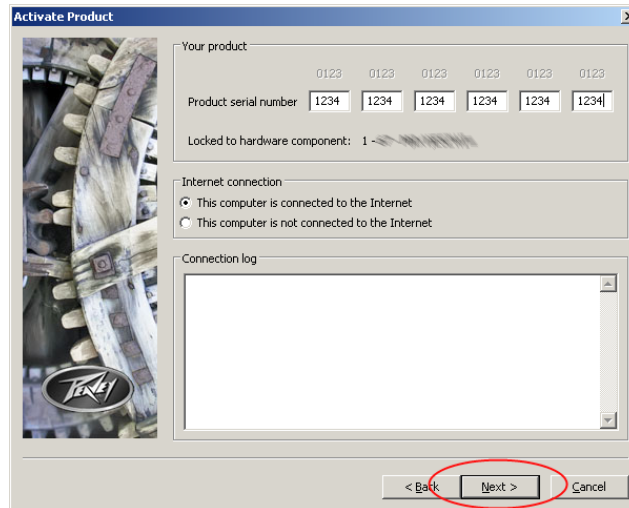 Activate Product
Your product
0123 0123 0123 0123 0123 0123
Product serial number 1234 1234 1234 1234 1234 1234
Locked to hardware component: 1 -
Internet connection
This computer is connected to the Internet
This computer is not connected to the Internet
Connection log
PEAVEY
< Back Next > Cancel